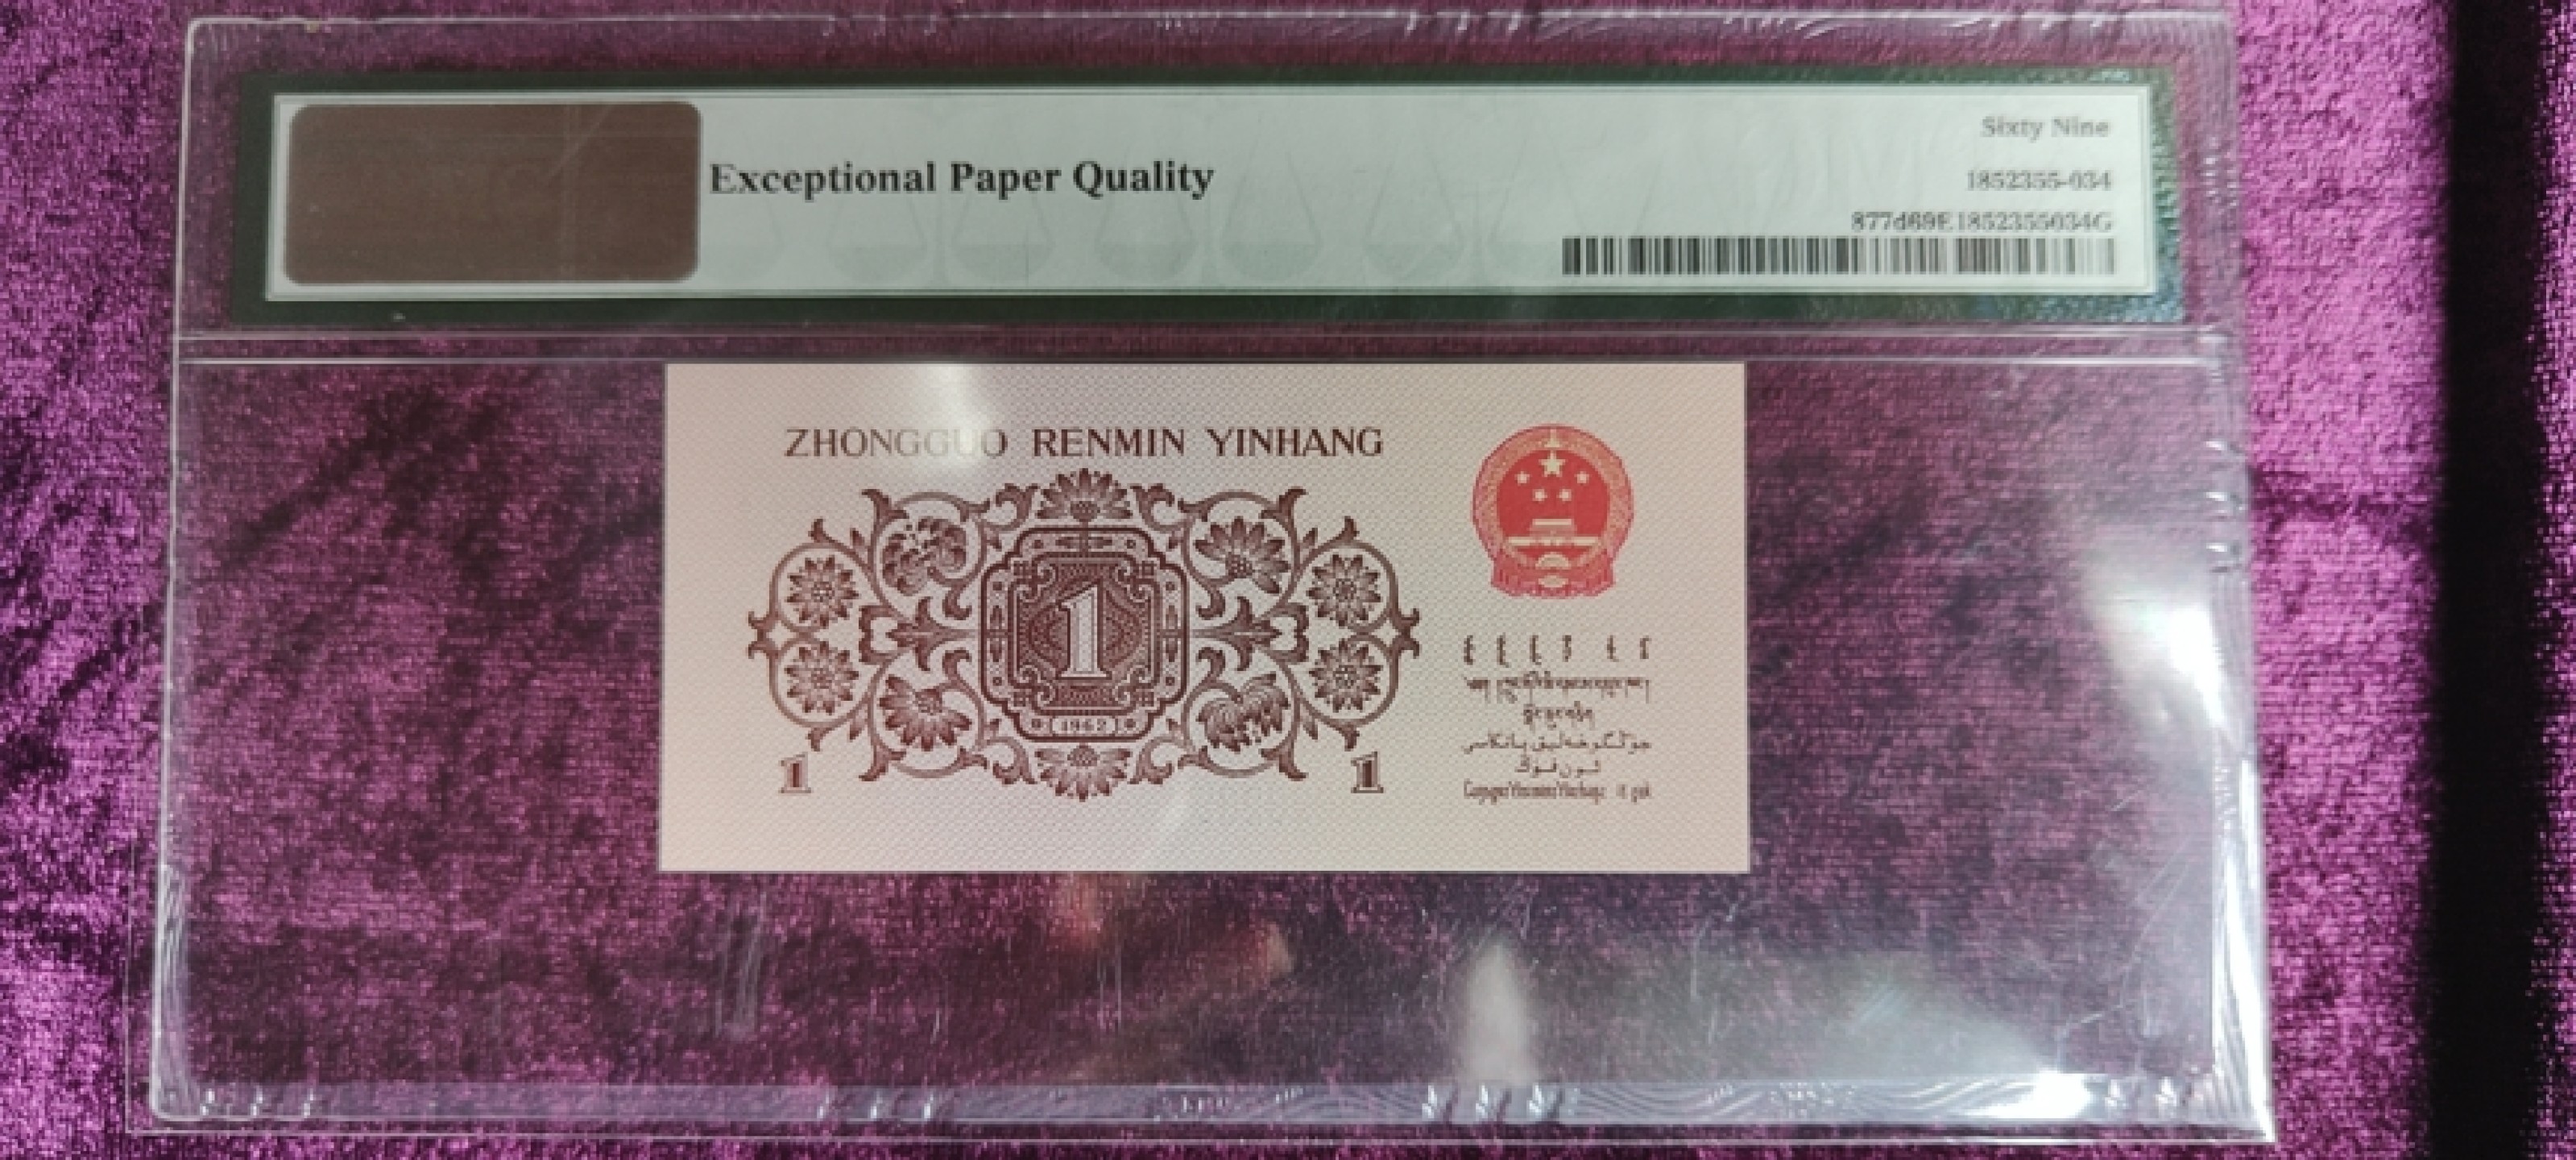 Sixty Nine
Exceptional Paper Quality
1852355-034
877d69E1852355034G
ZHONGGUO RENMIN YINHANG
1
1962
1
1